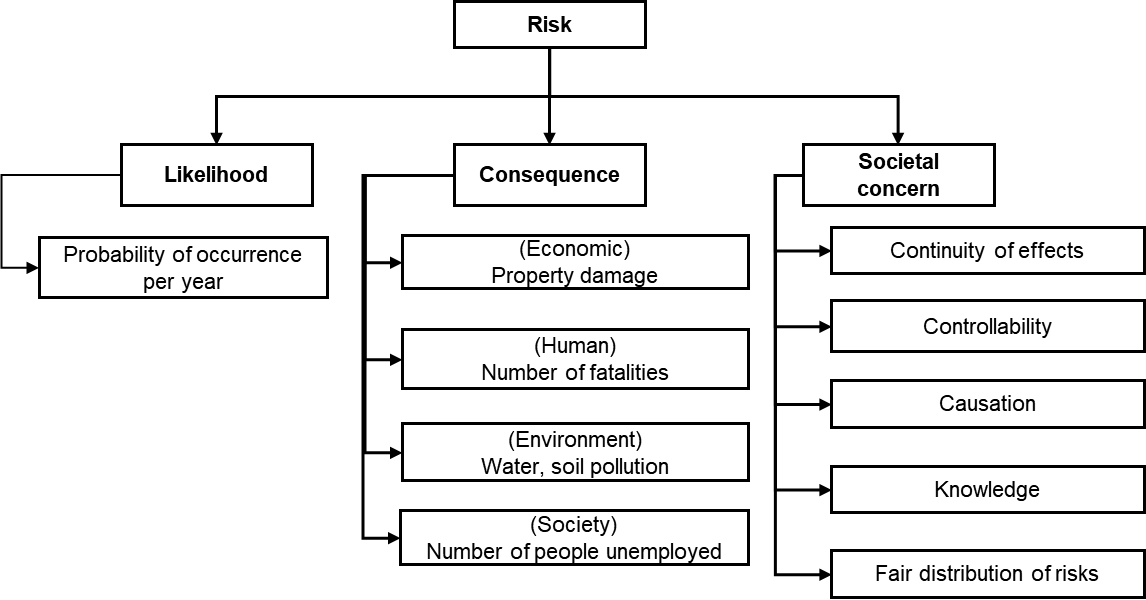 Risk
Likelihood
Probability of occurrence
per year
Consequence
(Economic)
Property damage
(Human)
Number of fatalities
(Environment)
Water, soil pollution
(Society)
Number of people unemployed
Societal
concern
Continuity of effects
Controllability
Causation
Knowledge
Fair distribution of risks